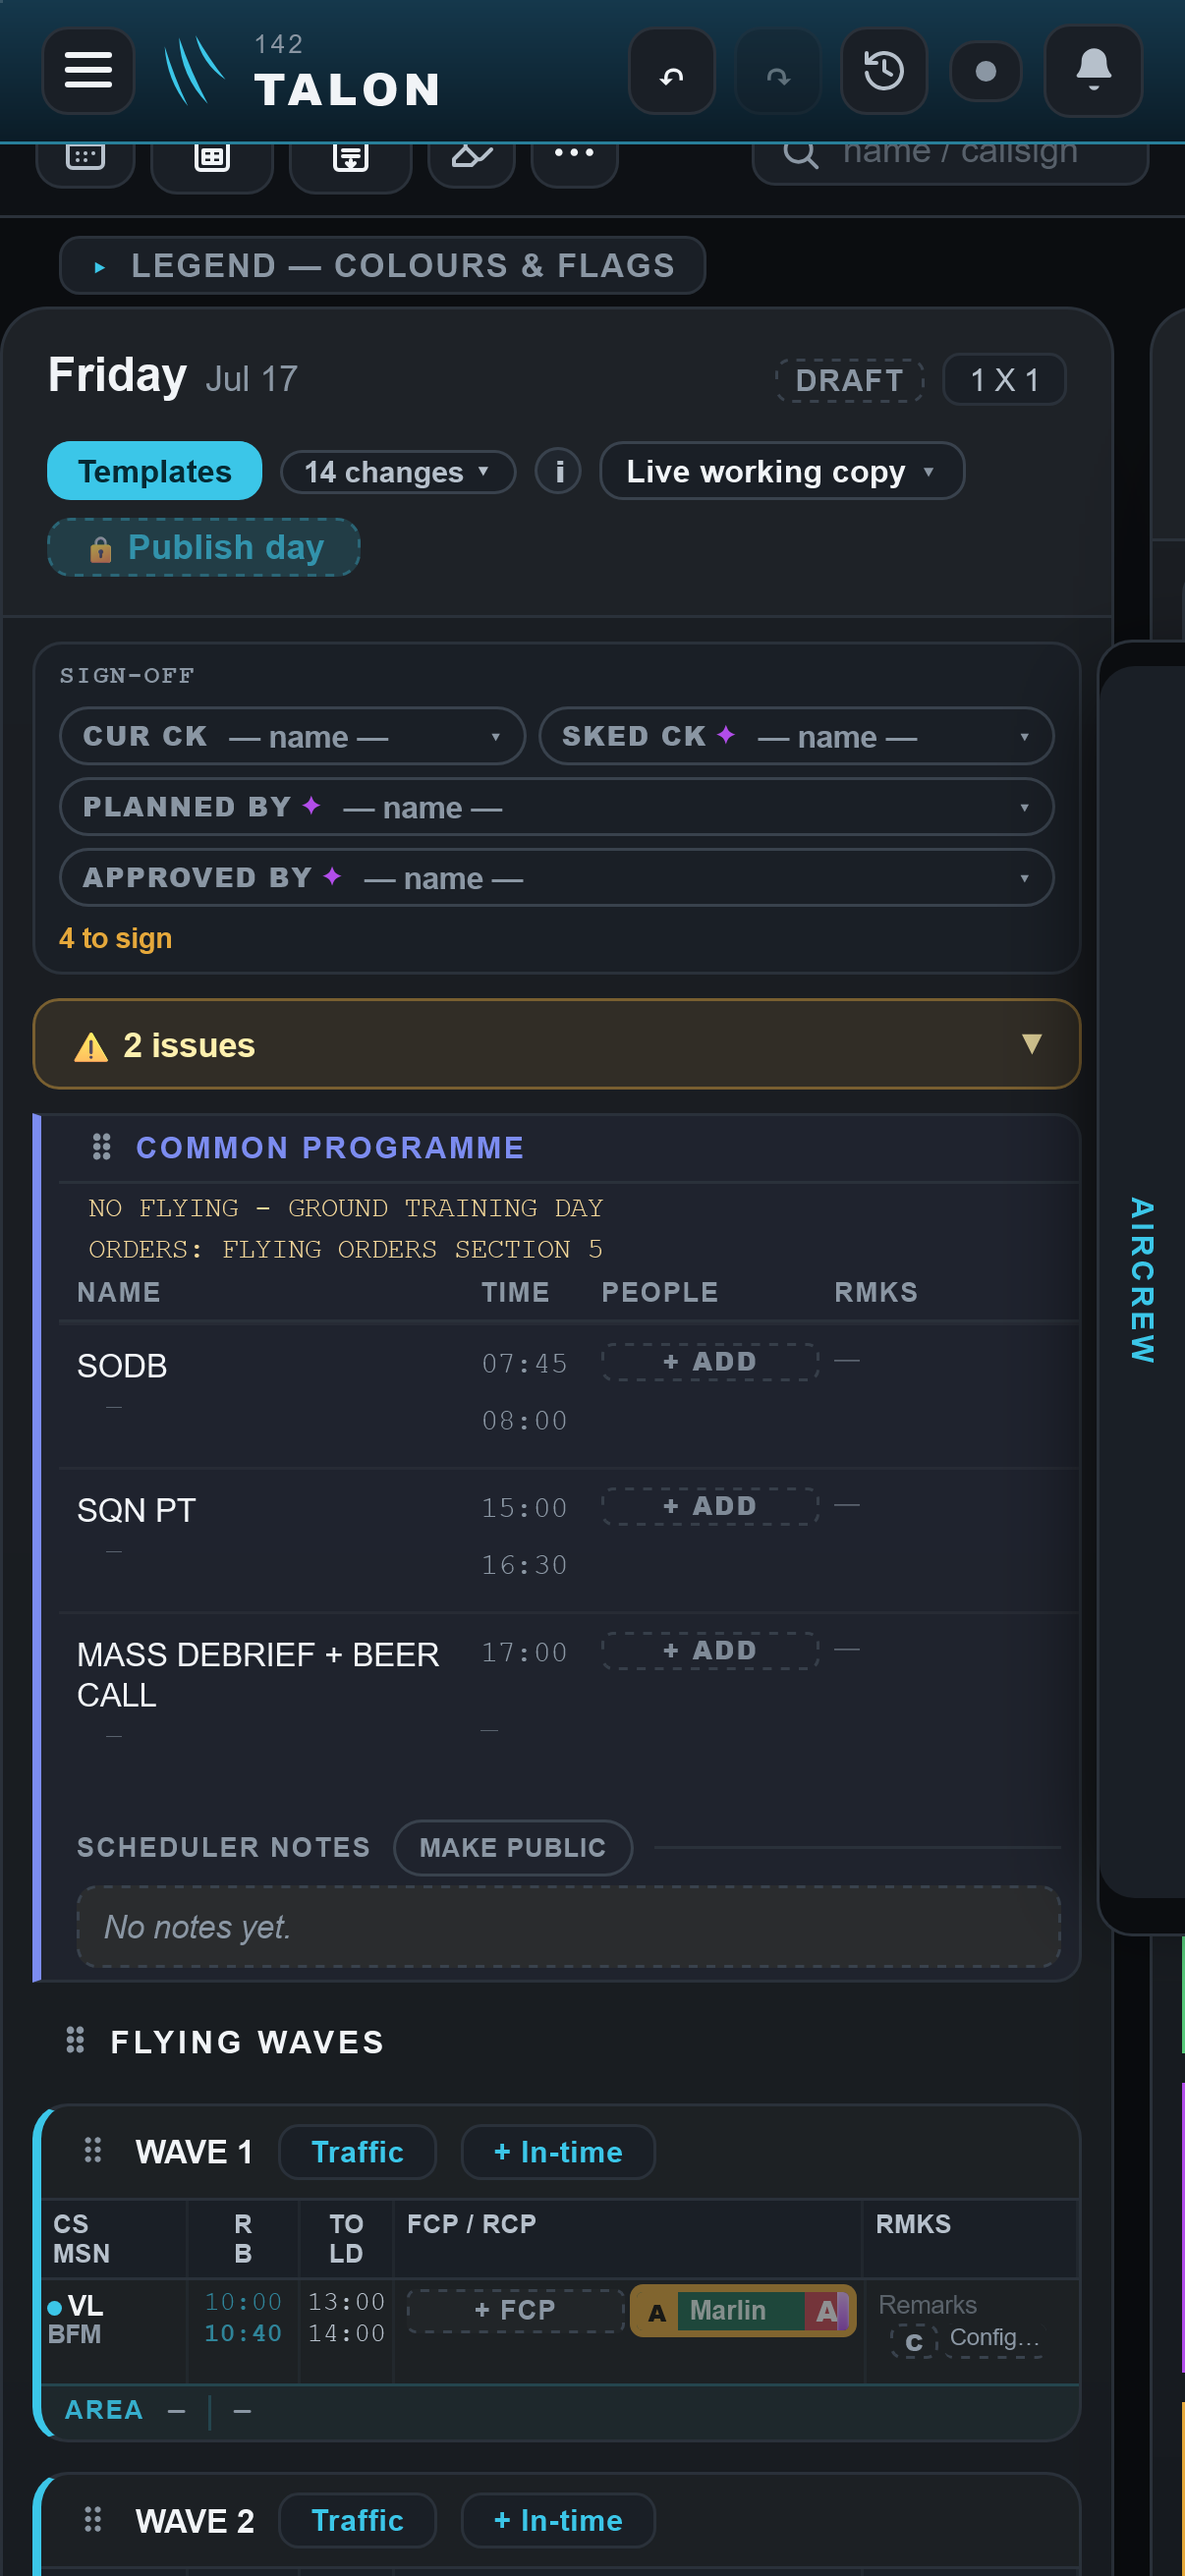 142
TALON
name / callsign
LEGEND — COLOURS & FLAGS
Friday Jul 17 DRAFT 1 X 1
Templates 14 changes i Live working copy
Publish day
SIGN-OFF
CUR CK — name — SKED CK — name —
PLANNED BY — name —
APPROVED BY — name —
4 to sign
2 issues
AIRCREW
COMMON PROGRAMME
NO FLYING - GROUND TRAINING DAY
ORDERS: FLYING ORDERS SECTION 5
NAME TIME PEOPLE RMKS
SODB 07:45 + ADD —
— 08:00
SQN PT 15:00 + ADD —
— 16:30
MASS DEBRIEF + BEER 17:00 + ADD —
CALL
— —
SCHEDULER NOTES MAKE PUBLIC
No notes yet.
FLYING WAVES
WAVE 1 Traffic + In-time
CS R TO FCP / RCP RMKS
MSN B LD
VL 10:00 13:00 + FCP A Marlin A Remarks
BFM 10:40 14:00 C Config...
AREA — —
WAVE 2 Traffic + In-time